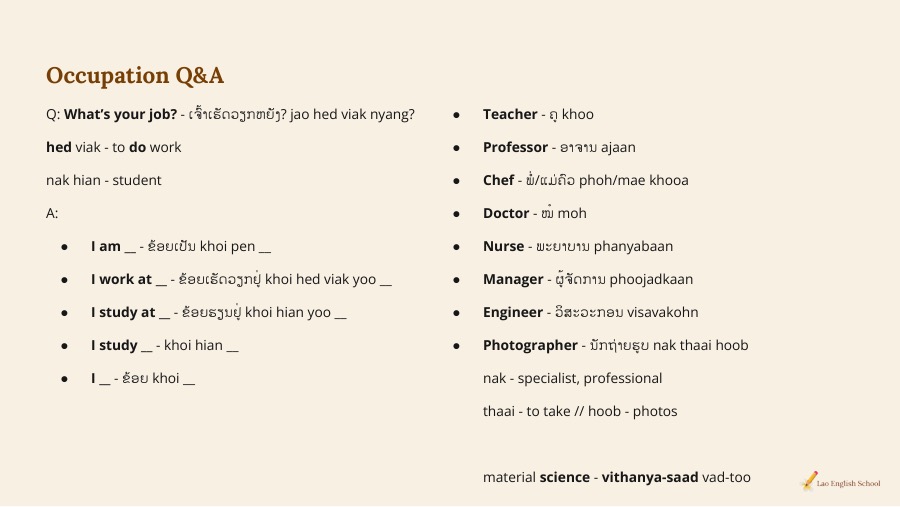 Occupation Q&A
Q: What's your job? - ເຈົ້າເຮັດວຽກຫຍັງ? jao hed viak nyang?
hed viak - to do work
nak hian - student
A:
● I am __ - ຂ້ອຍເປັນ khoi pen __
● I work at __ - ຂ້ອຍເຮັດວຽກຢູ່ khoi hed viak yoo __
● I study at __ - ຂ້ອຍຮຽນຢູ່ khoi hian yoo __
● I study __ - khoi hian __
● I __ - ຂ້ອຍ khoi __
● Teacher - ຄູ khoo
● Professor - ອາຈານ ajaan
● Chef - ພໍ່/ແມ່ຄົວ phoh/mae khooa
● Doctor - ໝໍ moh
● Nurse - ພະຍາບານ phanyabaan
● Manager - ຜູ້ຈັດການ phoojadkaan
● Engineer - ວິສະວະກອນ visavakohn
● Photographer - ນັກຖ່າຍຮູບ nak thaai hoob
nak - specialist, professional
thaai - to take // hoob - photos
material science - vithanya-saad vad-too
Lao English School